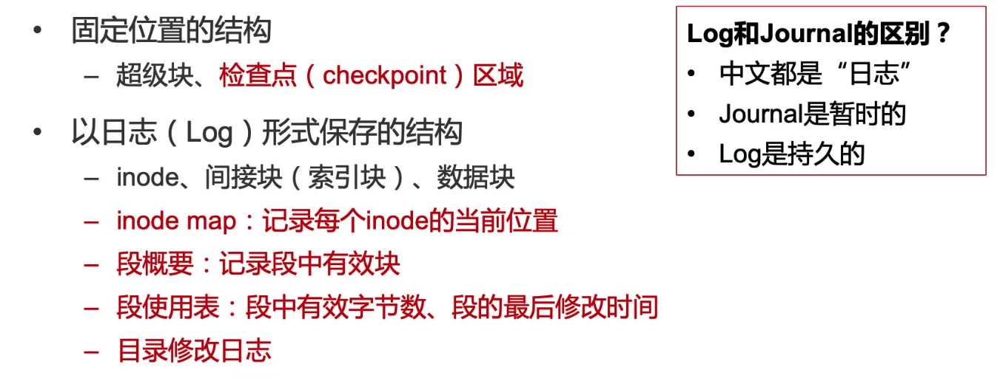 • 固定位置的结构
– 超级块、检查点（checkpoint）区域
• 以日志（Log）形式保存的结构
– inode、间接块（索引块）、数据块
– inode map：记录每个inode的当前位置
– 段概要：记录段中有效块
– 段使用表：段中有效字节数、段的最后修改时间
– 目录修改日志
Log和Journal的区别？
• 中文都是“日志”
• Journal是暂时的
• Log是持久的